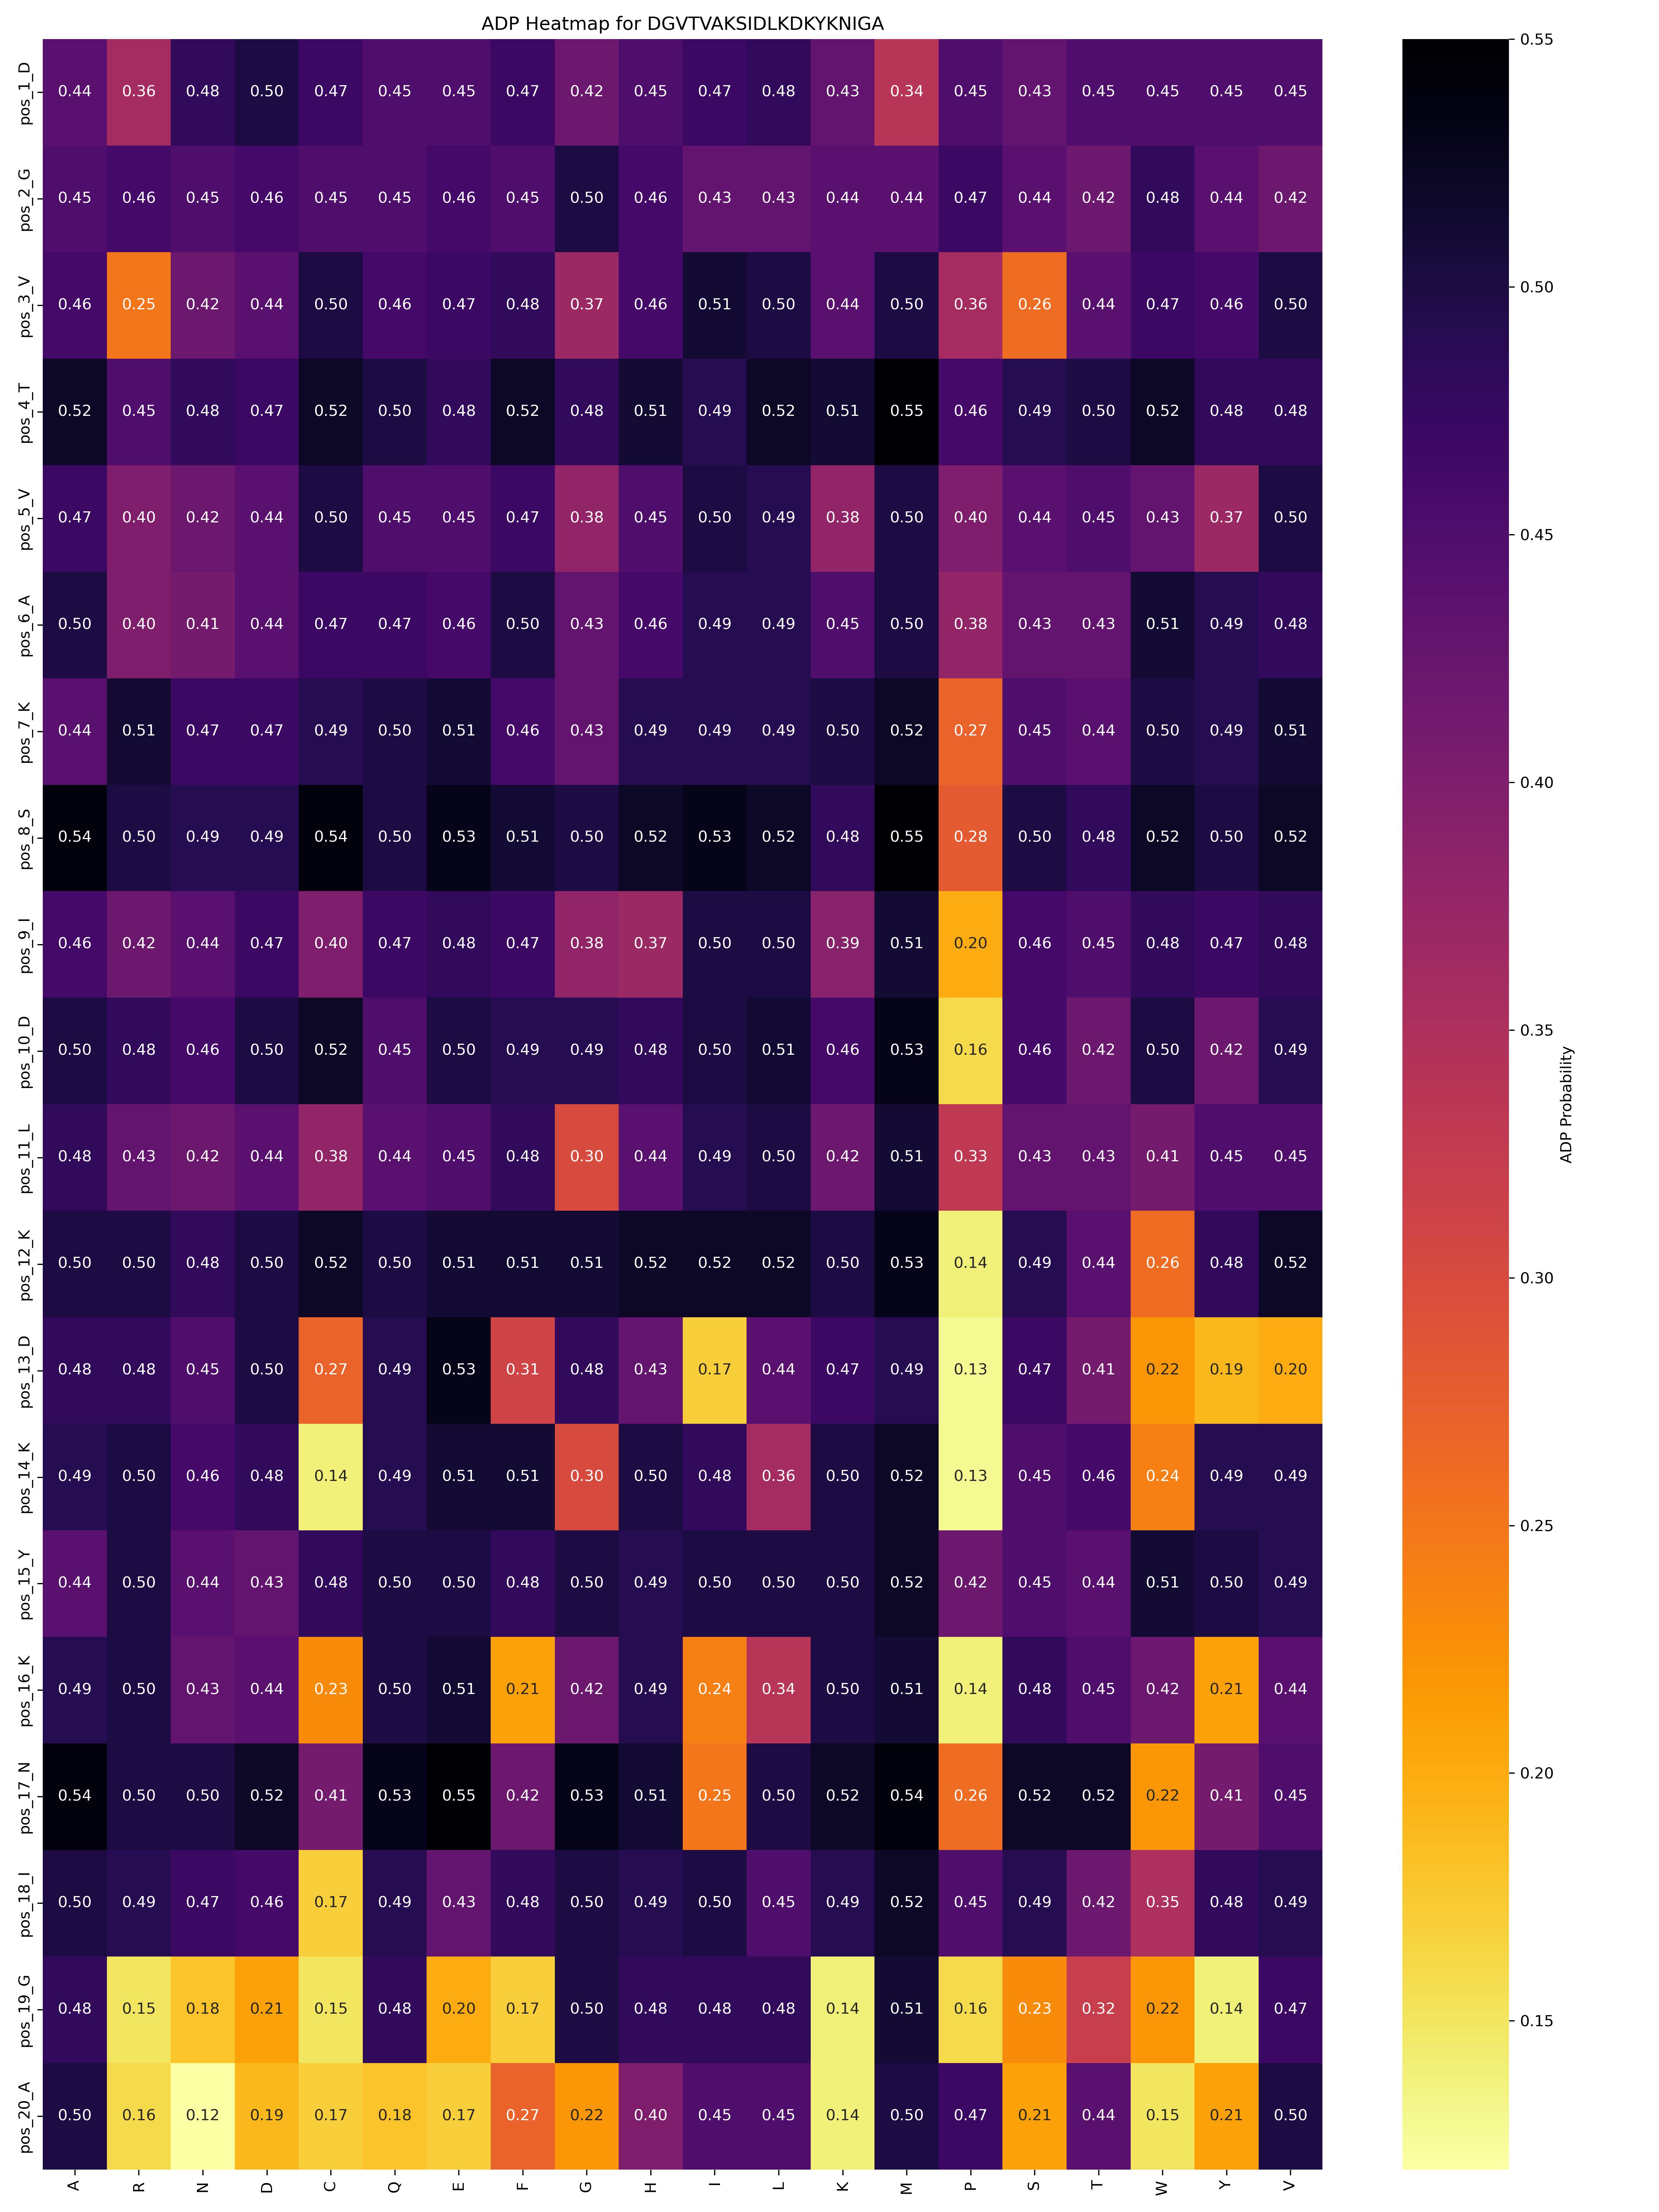 ADP Heatmap for DGVTVAKSIDLKDKYKNIGA
pos_1_D 0.44 0.36 0.48 0.50 0.47 0.45 0.45 0.47 0.42 0.45 0.47 0.48 0.43 0.34 0.45 0.43 0.45 0.45 0.45 0.45
pos_2_G 0.45 0.46 0.45 0.46 0.45 0.45 0.46 0.45 0.50 0.46 0.43 0.43 0.44 0.44 0.47 0.44 0.42 0.48 0.44 0.42
pos_3_V 0.46 0.25 0.42 0.44 0.50 0.46 0.47 0.48 0.37 0.46 0.51 0.50 0.44 0.50 0.36 0.26 0.44 0.47 0.46 0.50
pos_4_T 0.52 0.45 0.48 0.47 0.52 0.50 0.48 0.52 0.48 0.51 0.49 0.52 0.51 0.55 0.46 0.49 0.50 0.52 0.48 0.48
pos_5_V 0.47 0.40 0.42 0.44 0.50 0.45 0.45 0.47 0.38 0.45 0.50 0.49 0.38 0.50 0.40 0.44 0.45 0.43 0.37 0.50
pos_6_A 0.50 0.40 0.41 0.44 0.47 0.47 0.46 0.50 0.43 0.46 0.49 0.49 0.45 0.50 0.38 0.43 0.43 0.51 0.49 0.48
pos_7_K 0.44 0.51 0.47 0.47 0.49 0.50 0.51 0.46 0.43 0.49 0.49 0.49 0.50 0.52 0.27 0.45 0.44 0.50 0.49 0.51
pos_8_S 0.54 0.50 0.49 0.49 0.54 0.50 0.53 0.51 0.50 0.52 0.53 0.52 0.48 0.55 0.28 0.50 0.48 0.52 0.50 0.52
pos_9_I 0.46 0.42 0.44 0.47 0.40 0.47 0.48 0.47 0.38 0.37 0.50 0.50 0.39 0.51 0.20 0.46 0.45 0.48 0.47 0.48
pos_10_D 0.50 0.48 0.46 0.50 0.52 0.45 0.50 0.49 0.49 0.48 0.50 0.51 0.46 0.53 0.16 0.46 0.42 0.50 0.42 0.49
pos_11_L 0.48 0.43 0.42 0.44 0.38 0.44 0.45 0.48 0.30 0.44 0.49 0.50 0.42 0.51 0.33 0.43 0.43 0.41 0.45 0.45
pos_12_K 0.50 0.50 0.48 0.50 0.52 0.50 0.51 0.51 0.51 0.52 0.52 0.52 0.50 0.53 0.14 0.49 0.44 0.26 0.48 0.52
pos_13_D 0.48 0.48 0.45 0.50 0.27 0.49 0.53 0.31 0.48 0.43 0.17 0.44 0.47 0.49 0.13 0.47 0.41 0.22 0.19 0.20
pos_14_K 0.49 0.50 0.46 0.48 0.14 0.49 0.51 0.51 0.30 0.50 0.48 0.36 0.50 0.52 0.13 0.45 0.46 0.24 0.49 0.49
pos_15_Y 0.44 0.50 0.44 0.43 0.48 0.50 0.50 0.48 0.50 0.49 0.50 0.50 0.50 0.52 0.42 0.45 0.44 0.51 0.50 0.49
pos_16_K 0.49 0.50 0.43 0.44 0.23 0.50 0.51 0.21 0.42 0.49 0.24 0.34 0.50 0.51 0.14 0.48 0.45 0.42 0.21 0.44
pos_17_N 0.54 0.50 0.50 0.52 0.41 0.53 0.55 0.42 0.53 0.51 0.25 0.50 0.52 0.54 0.26 0.52 0.52 0.22 0.41 0.45
pos_18_I 0.50 0.49 0.47 0.46 0.17 0.49 0.43 0.48 0.50 0.49 0.50 0.45 0.49 0.52 0.45 0.49 0.42 0.35 0.48 0.49
pos_19_G 0.48 0.15 0.18 0.21 0.15 0.48 0.20 0.17 0.50 0.48 0.48 0.48 0.14 0.51 0.16 0.23 0.32 0.22 0.14 0.47
pos_20_A 0.50 0.16 0.12 0.19 0.17 0.18 0.17 0.27 0.22 0.40 0.45 0.45 0.14 0.50 0.47 0.21 0.44 0.15 0.21 0.50
A R N D C Q E F G H I L K M P S T W Y V
0.55
0.50
0.45
0.40
0.35
0.30
0.25
0.20
0.15
ADP Probability